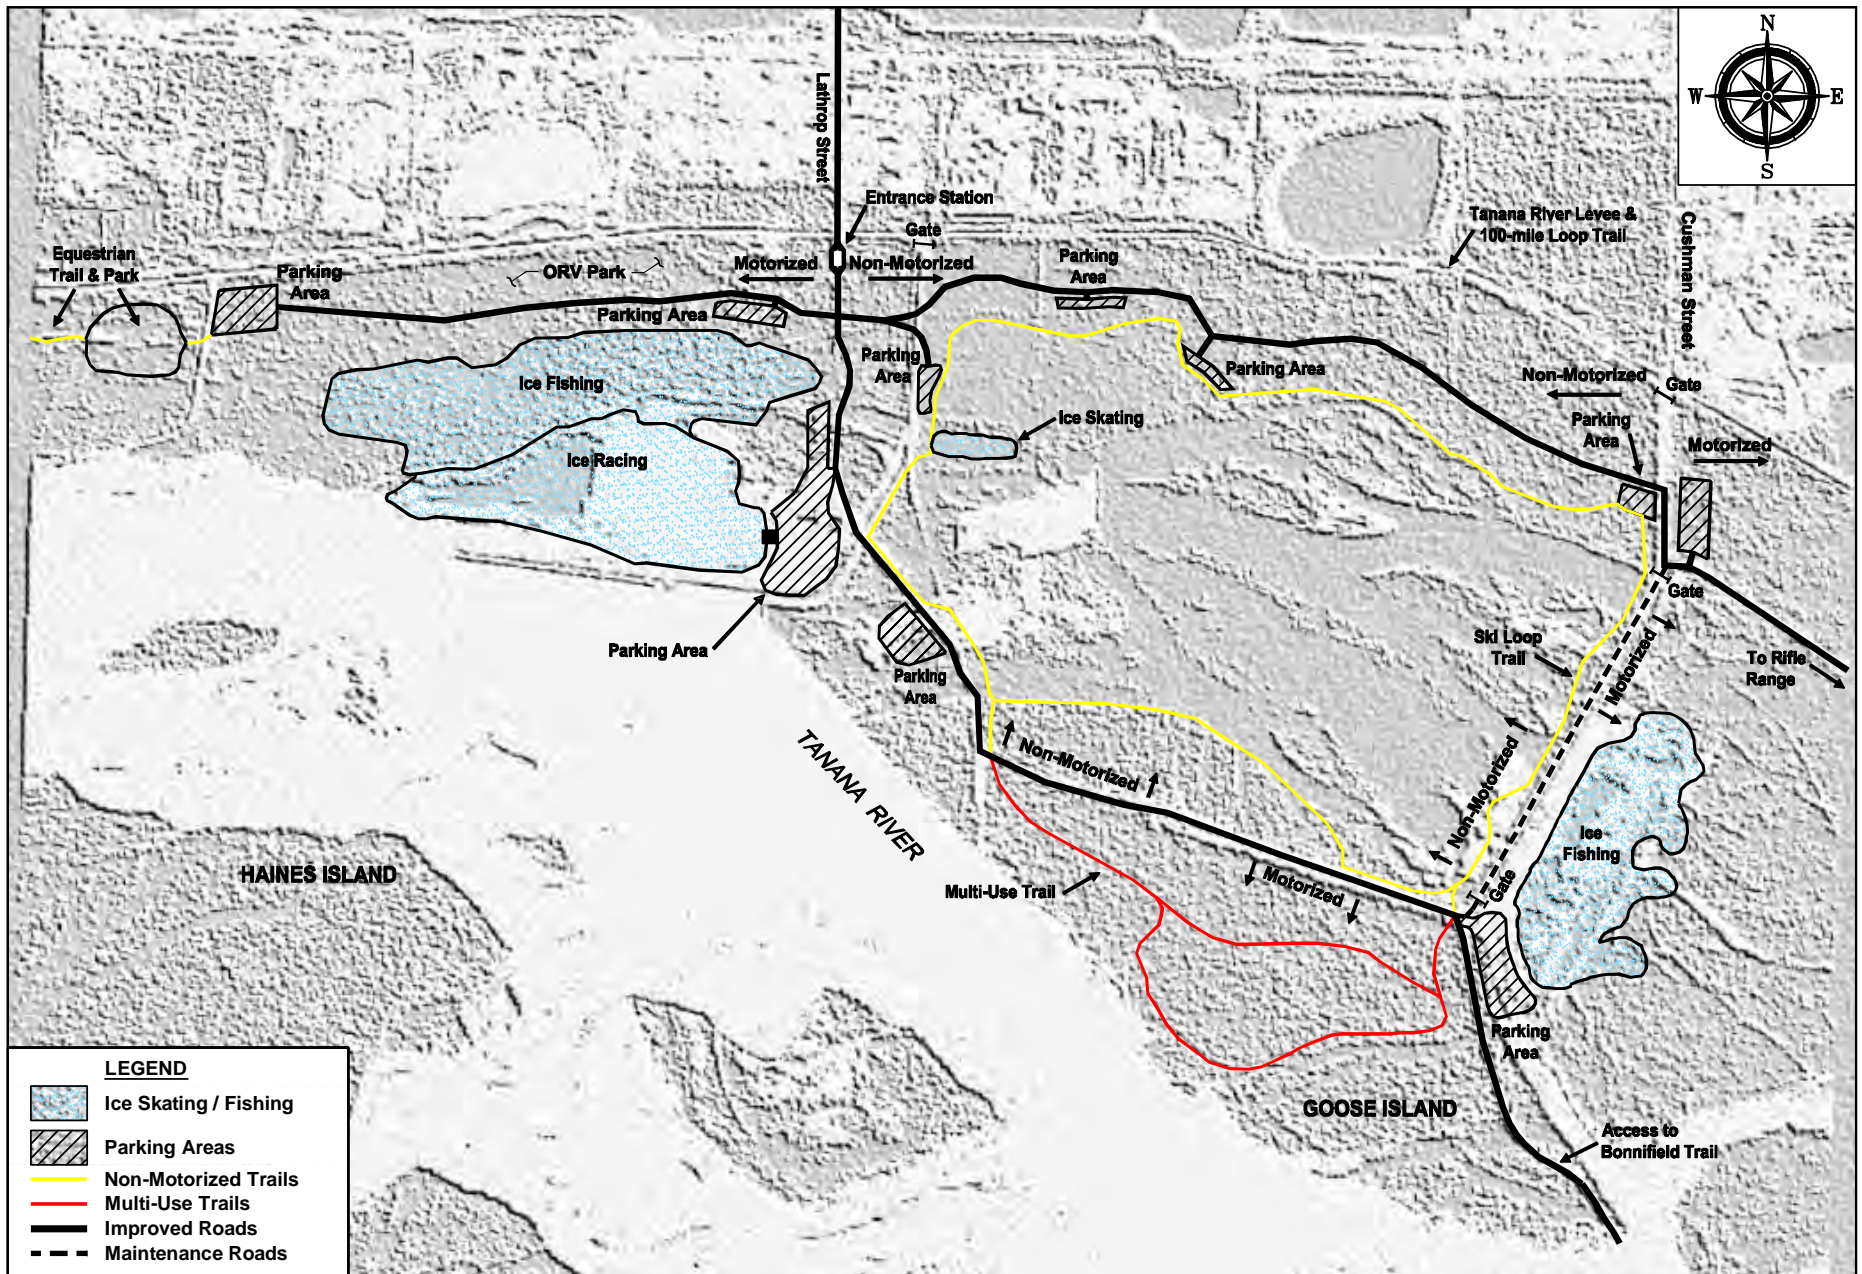 N
W
E
S
Lathrop Street
Entrance Station
Gate
Tanana River Levee &
100-mile Loop Trail
Cushman Street
Equestrian
Trail & Park
Parking
Area
ORV Park
Motorized
Non-Motorized
Parking
Area
Parking Area
Parking
Area
Parking Area
Non-Motorized
Gate
Ice Fishing
Ice Skating
Parking
Area
Motorized
Ice Racing
Gate
Parking Area
Ski Loop
Trail
Motorized
To Rifle
Range
Parking
Area
TANANA RIVER
Non-Motorized
Non-Motorized
Ice
Fishing
HAINES ISLAND
Multi-Use Trail
Motorized
Gate
Parking
Area
GOOSE ISLAND
Access to
Bonnifield Trail
LEGEND
Ice Skating / Fishing
Parking Areas
Non-Motorized Trails
Multi-Use Trails
Improved Roads
Maintenance Roads